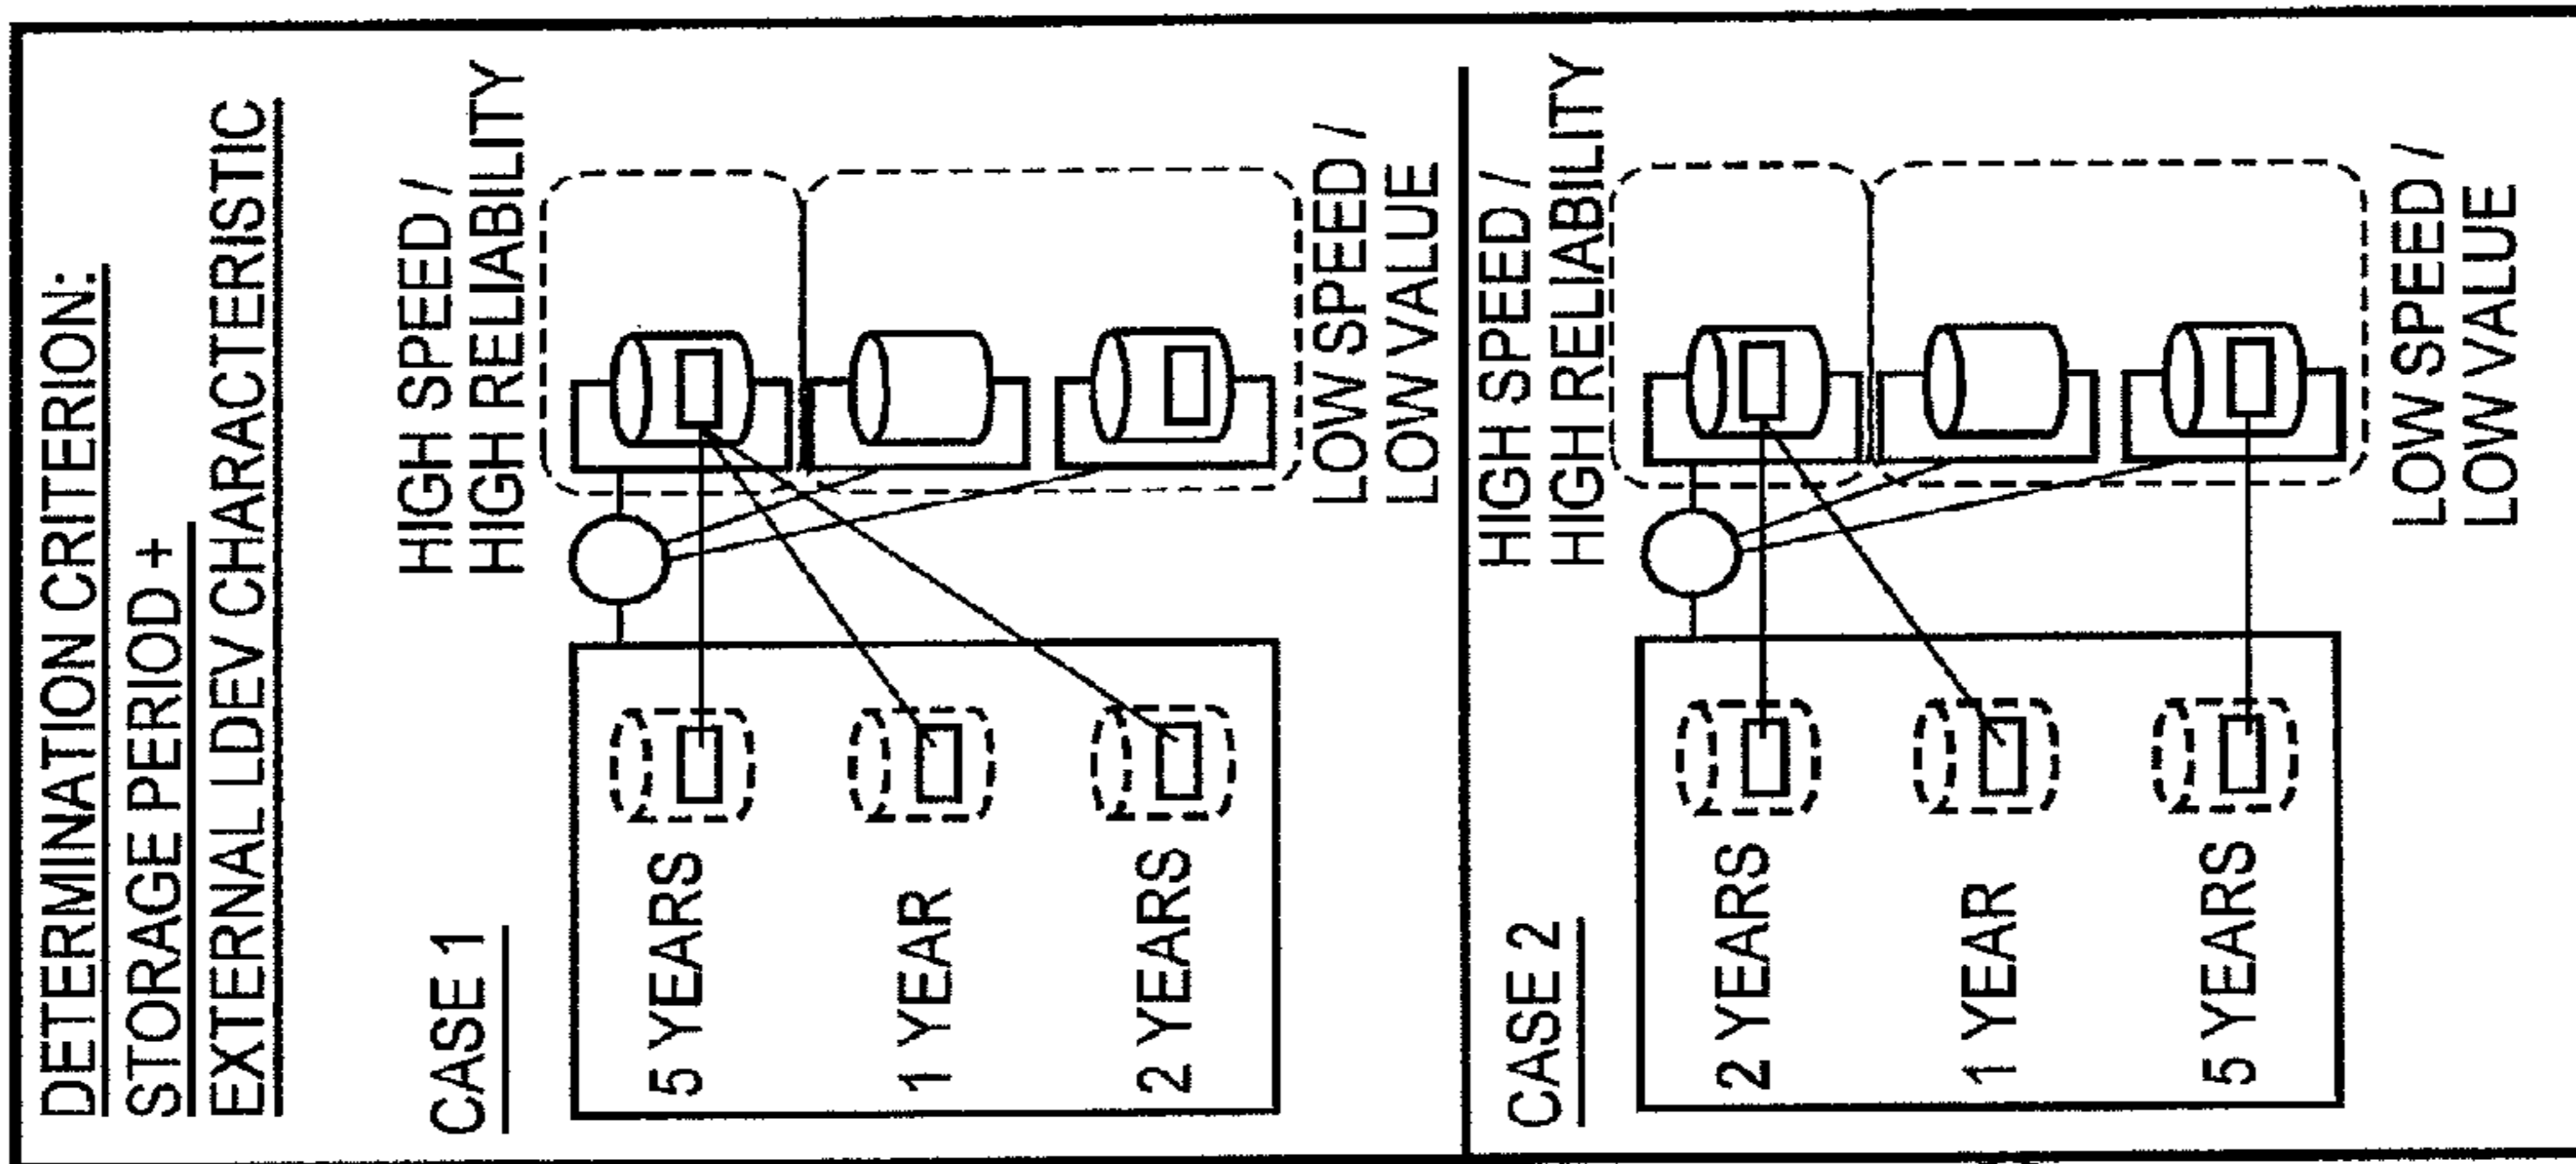 DETERMINATION CRITERION:
STORAGE PERIOD +
EXTERNAL LDEV CHARACTERISTIC
CASE 1
HIGH SPEED /
HIGH RELIABILITY
5 YEARS
1 YEAR
2 YEARS
LOW SPEED /
LOW VALUE
CASE 2
HIGH SPEED /
HIGH RELIABILITY
2 YEARS
1 YEAR
5 YEARS
LOW SPEED /
LOW VALUE